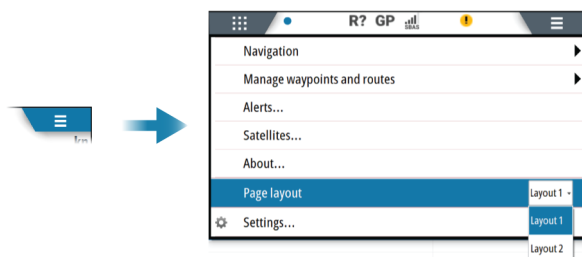 R? GP SBAS
Navigation
Manage waypoints and routes
Alerts...
Satellites...
About...
Page layout Layout 1
Settings... Layout 1
Layout 2
kn